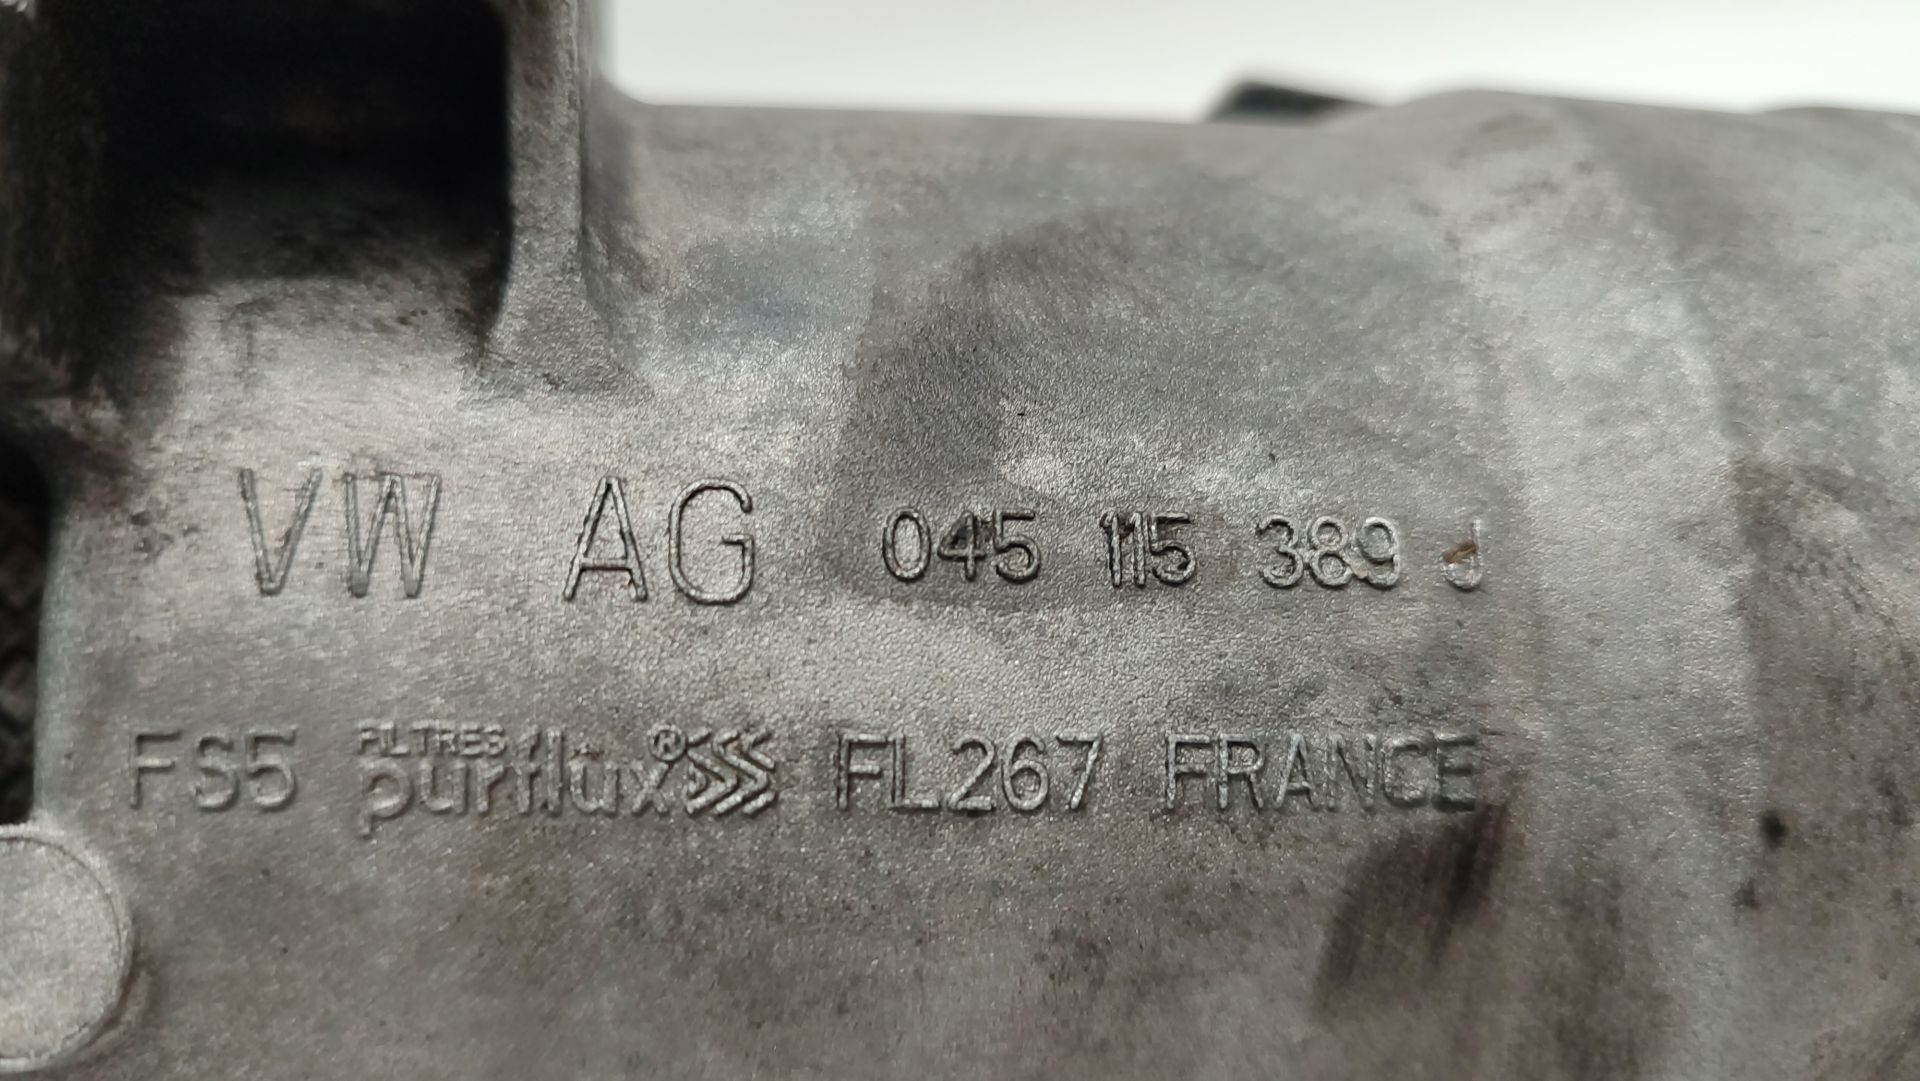 VW AG 045 115 389 J
FS5 FILTRES purflux® FL267 FRANCE